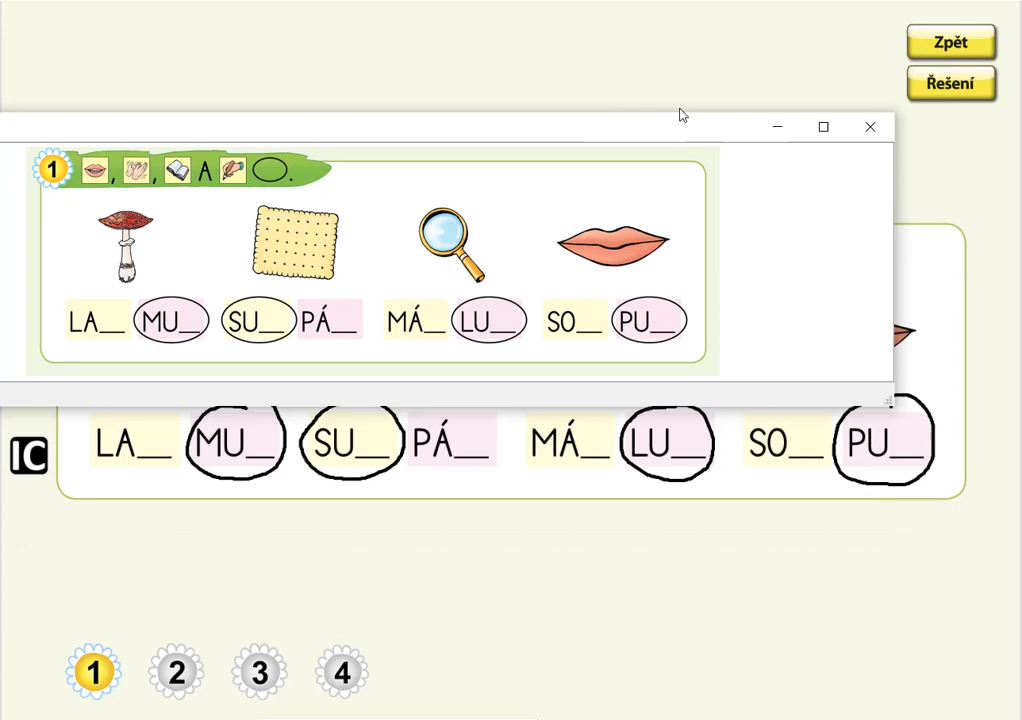 Zpět
Řešení
1 , , A .
LA__ MU__ SU__ PÁ__ MÁ__ LU__ SO__ PU__
IC LA__ MU__ SU__ PÁ__ MÁ__ LU__ SO__ PU__
1 2 3 4